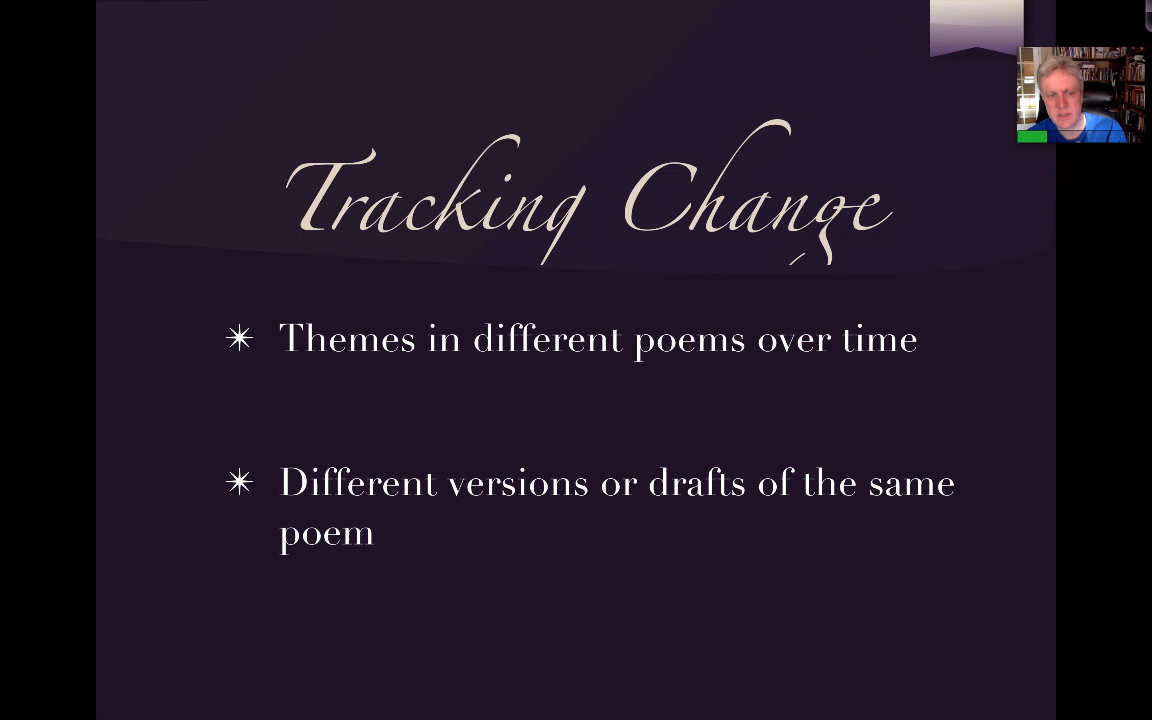 Tracking Change
Themes in different poems over time
Different versions or drafts of the same
poem